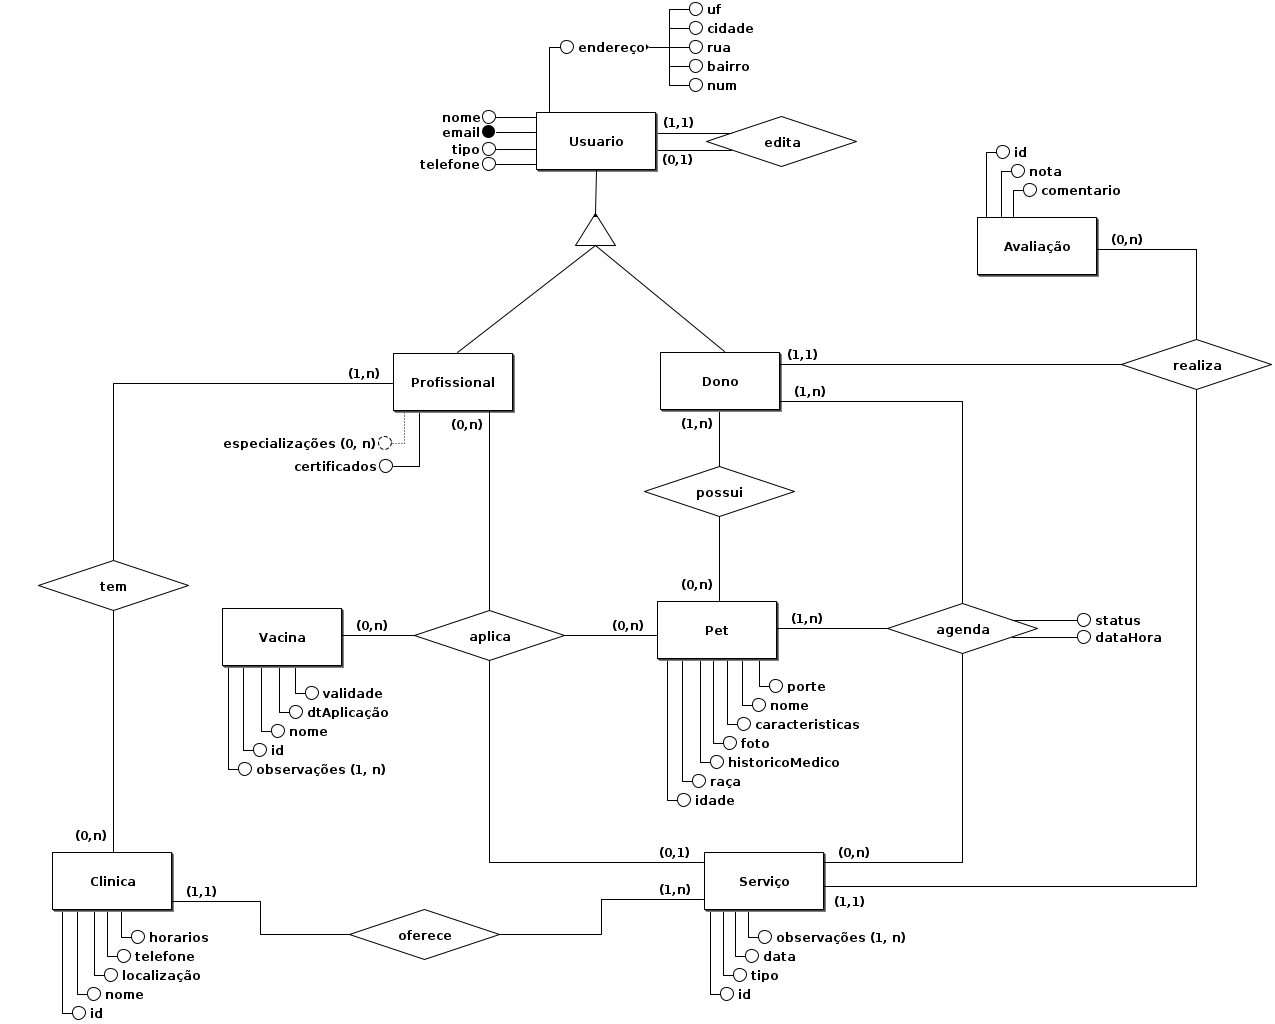 uf
cidade
endereço
rua
bairro
num
nome
email
tipo
telefone
Usuario
(1,1)
(0,1)
edita
id
nota
comentario
Avaliação
(0,n)
(1,n)
Profissional
Dono
(1,1)
(1,n)
realiza
(0,n)
(1,n)
especializações (0, n)
certificados
possui
tem
(0,n)
Vacina
(0,n)
aplica
(0,n)
Pet
(1,n)
agenda
status
dataHora
validade
dtAplicação
nome
id
observações (1, n)
porte
nome
caracteristicas
foto
historicoMedico
raça
idade
(0,n)
Clinica
(1,1)
oferece
(0,1)
(1,n)
Serviço
(0,n)
(1,1)
horarios
telefone
localização
nome
id
observações (1, n)
data
tipo
id